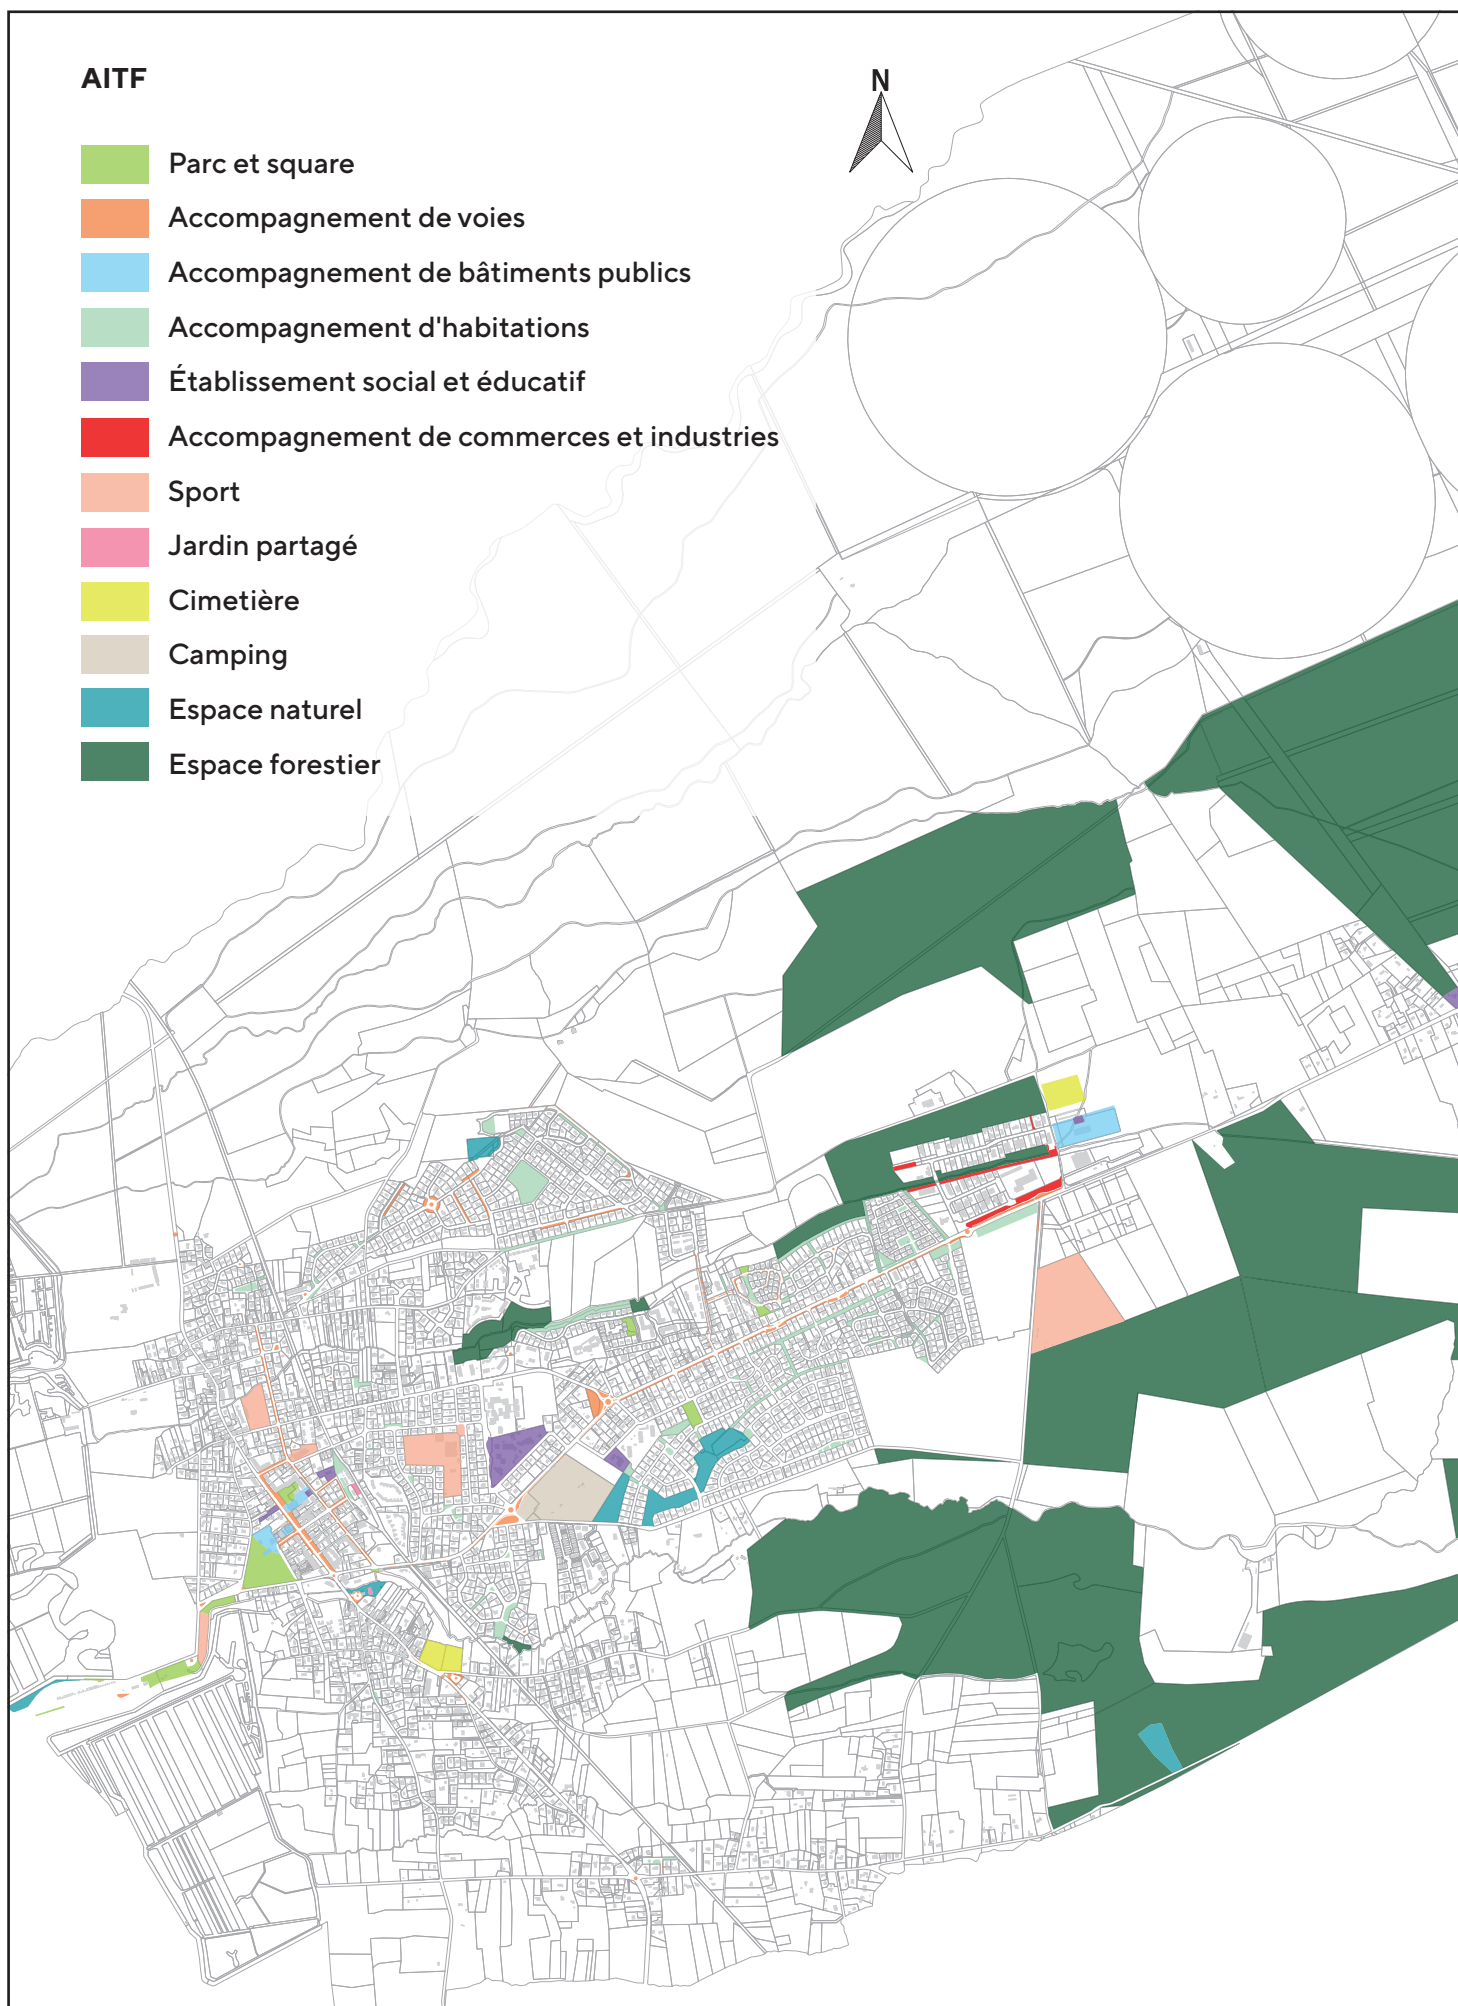 AITF
N
Parc et square
Accompagnement de voies
Accompagnement de bâtiments publics
Accompagnement d'habitations
Établissement social et éducatif
Accompagnement de commerces et industries
Sport
Jardin partagé
Cimetière
Camping
Espace naturel
Espace forestier